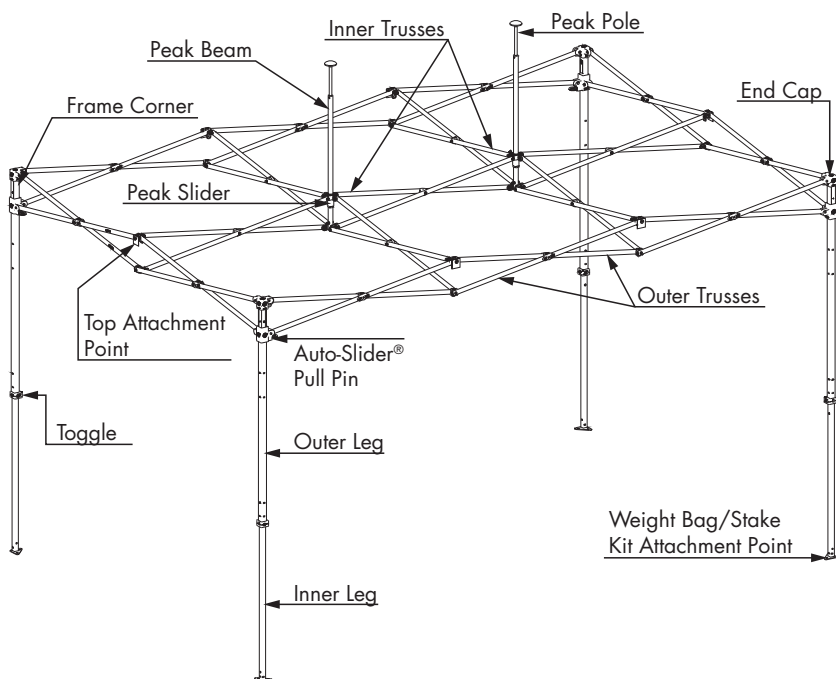 Peak Beam
Inner Trusses
Peak Pole
Frame Corner
End Cap
Peak Slider
Top Attachment
Point
Outer Trusses
Auto-Slider®
Pull Pin
Toggle
Outer Leg
Weight Bag/Stake
Kit Attachment Point
Inner Leg